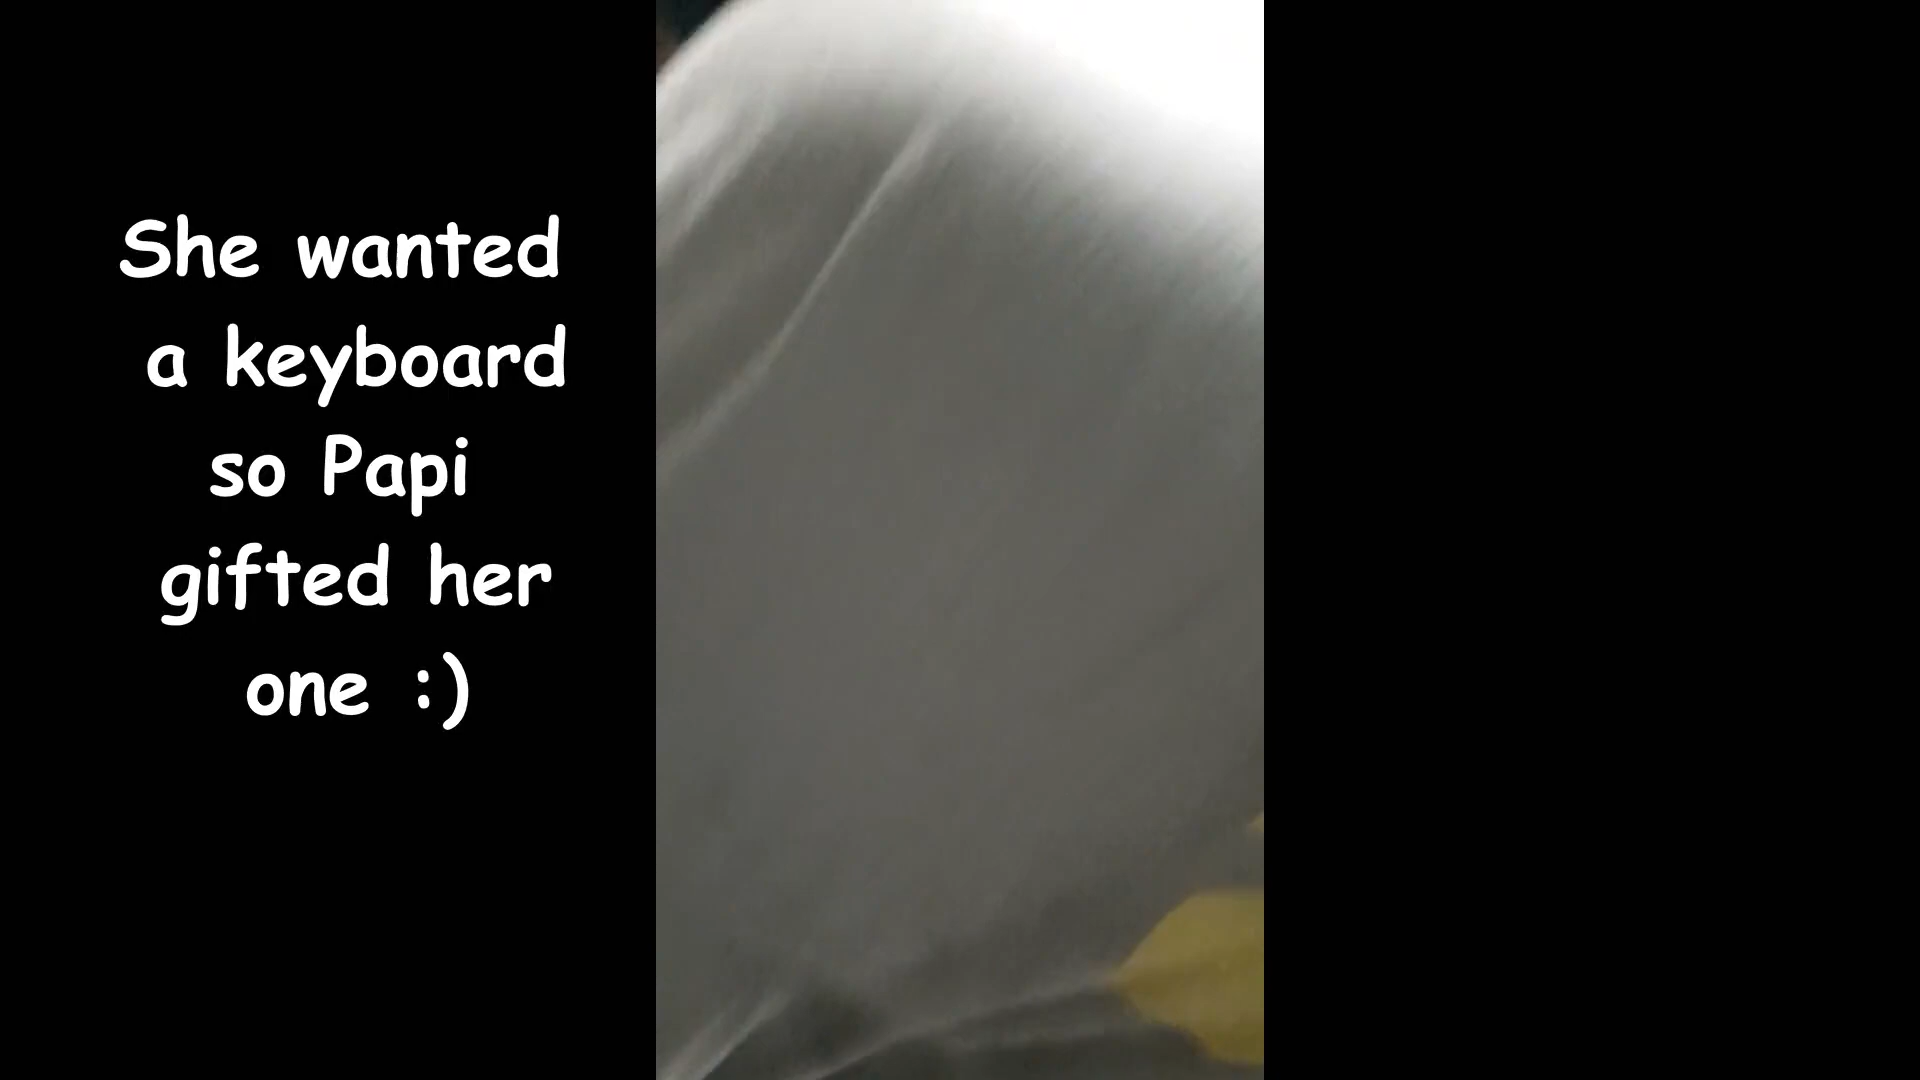 She wanted
a keyboard
so Papi
gifted her
one :)